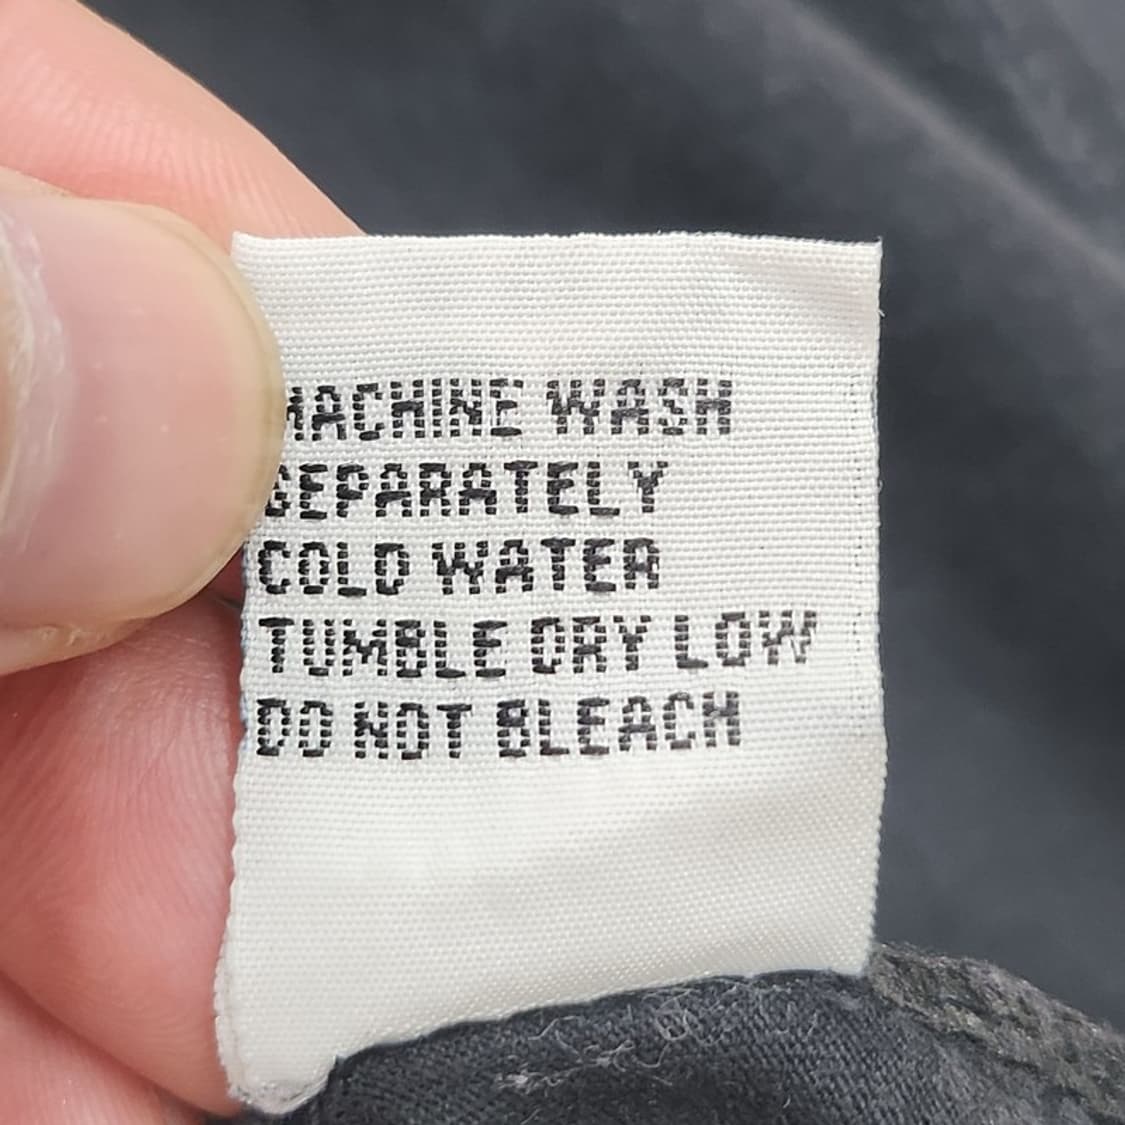 MACHINE WASH
SEPARATELY
COLD WATER
TUMBLE DRY LOW
DO NOT BLEACH